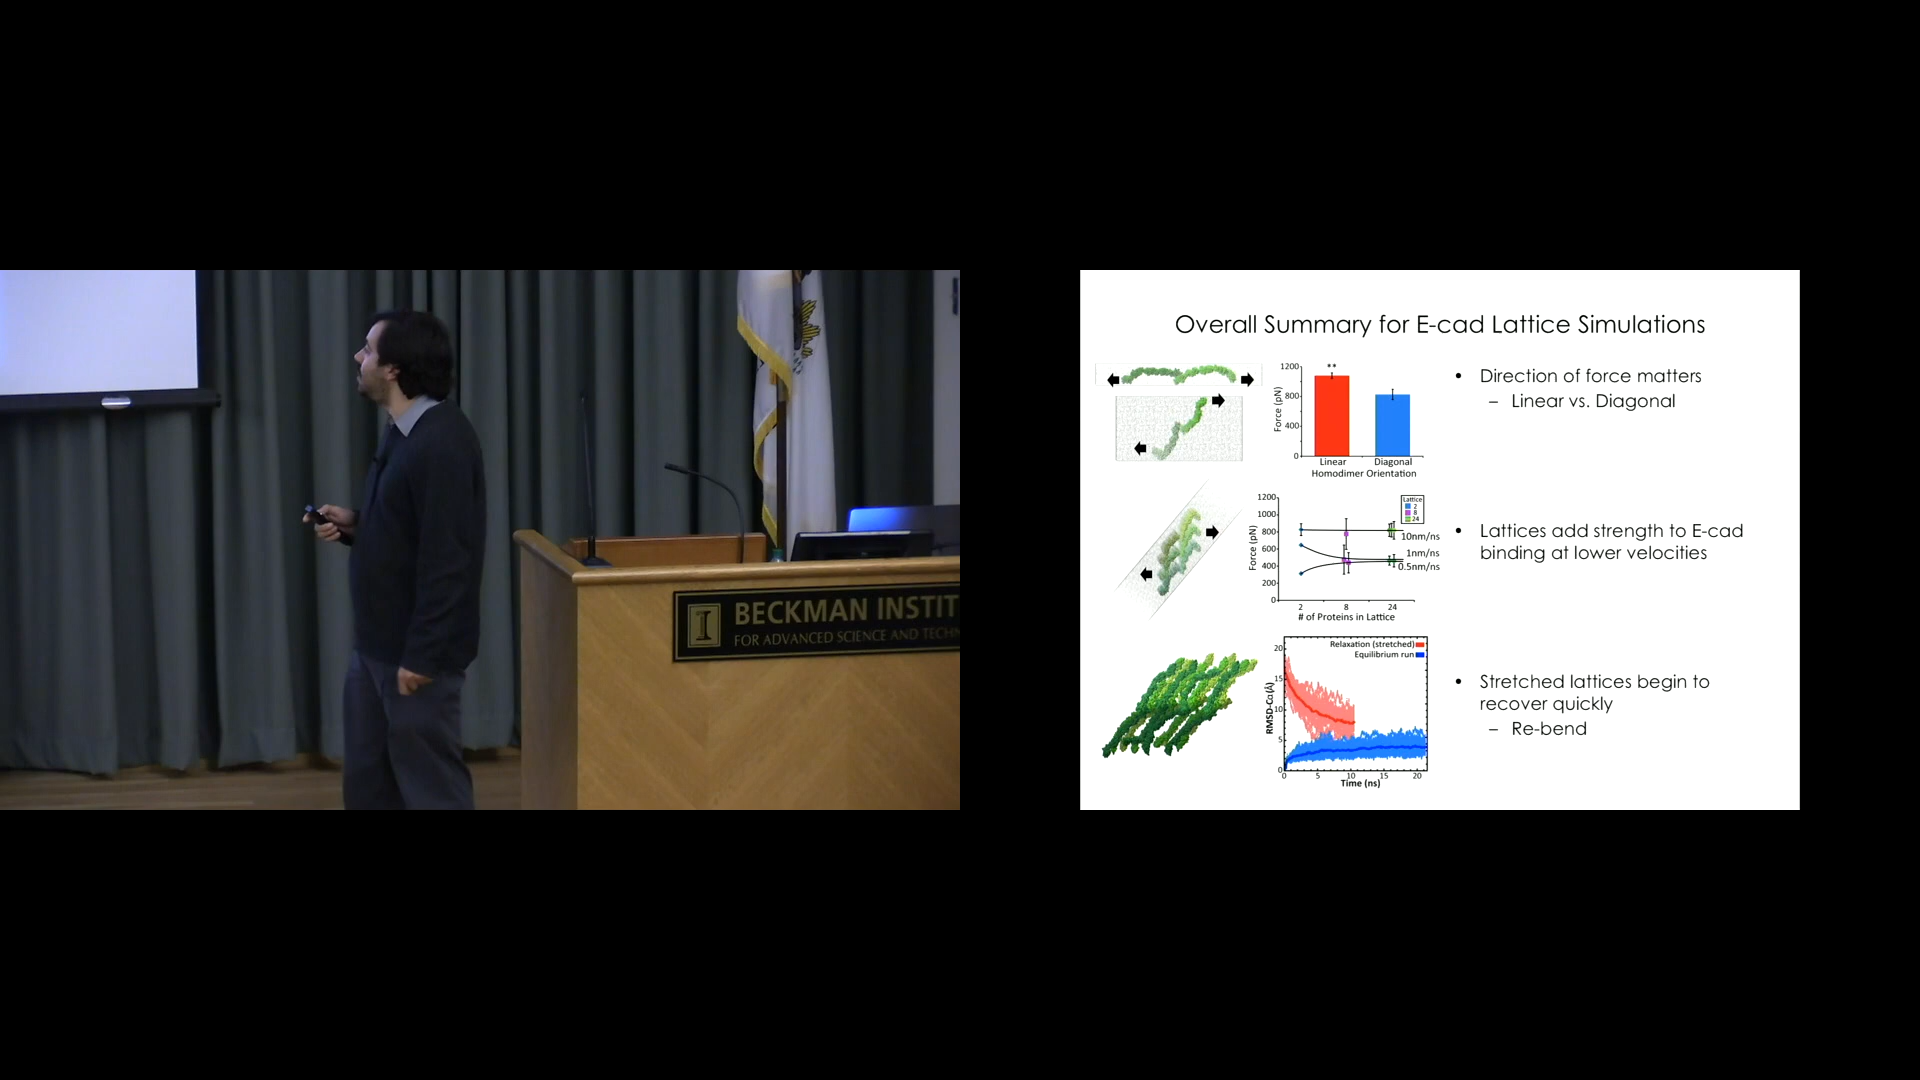 BECKMAN INSTIT
FOR ADVANCED SCIENCE AND TECHN
Overall Summary for E-cad Lattice Simulations
1200
800
400
0
Force (pN)
**
Linear
Diagonal
Homodimer Orientation
• Direction of force matters
– Linear vs. Diagonal
1200
1000
800
600
400
200
0
Force (pN)
Lattice
2
8
24
10nm/ns
1nm/ns
0.5nm/ns
2
8
24
# of Proteins in Lattice
• Lattices add strength to E-cad
binding at lower velocities
Relaxation (stretched)
Equilibrium run
20
15
10
5
0
RMSD-Cα(Å)
0
5
10
15
20
Time (ns)
• Stretched lattices begin to
recover quickly
– Re-bend